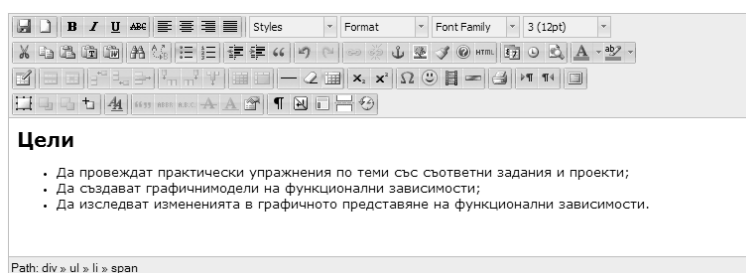 B I U ABC Styles Format Font Family 3 (12pt)
HTML
Цели
Да провеждат практически упражнения по теми със съответни задания и проекти;
Да създават графичнимодели на функционални зависимости;
Да изследват измененията в графичното представяне на функционални зависимости.
Path: div » ul » li » span